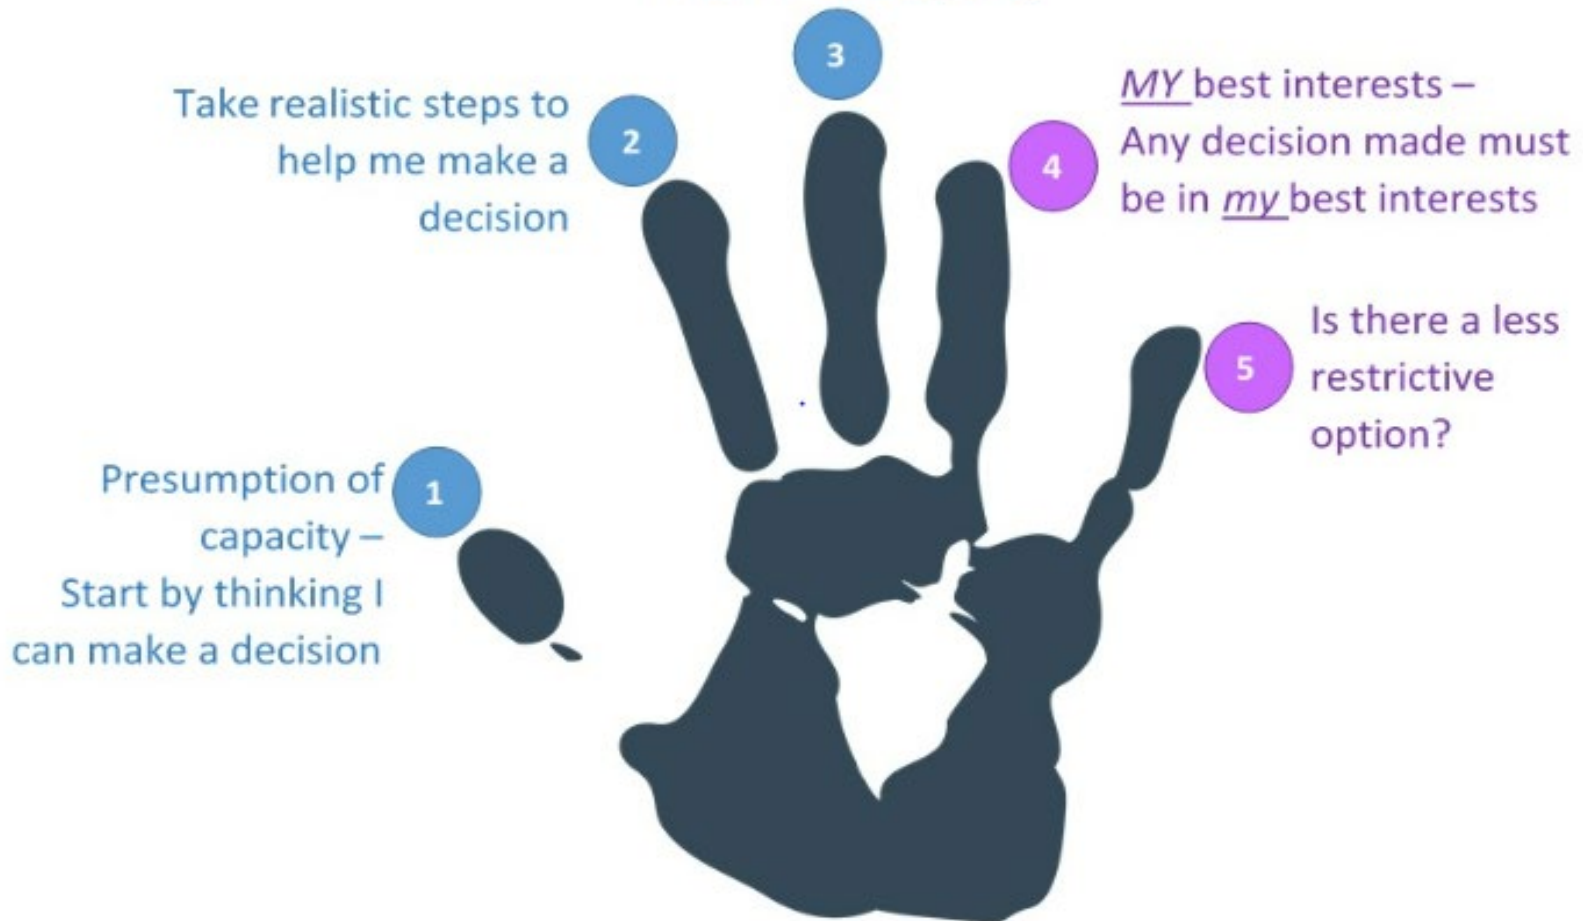 3
Take realistic steps to
help me make a
decision
2
4
MY best interests –
Any decision made must
be in my best interests
5
Is there a less
restrictive
option?
1
Presumption of
capacity –
Start by thinking I
can make a decision